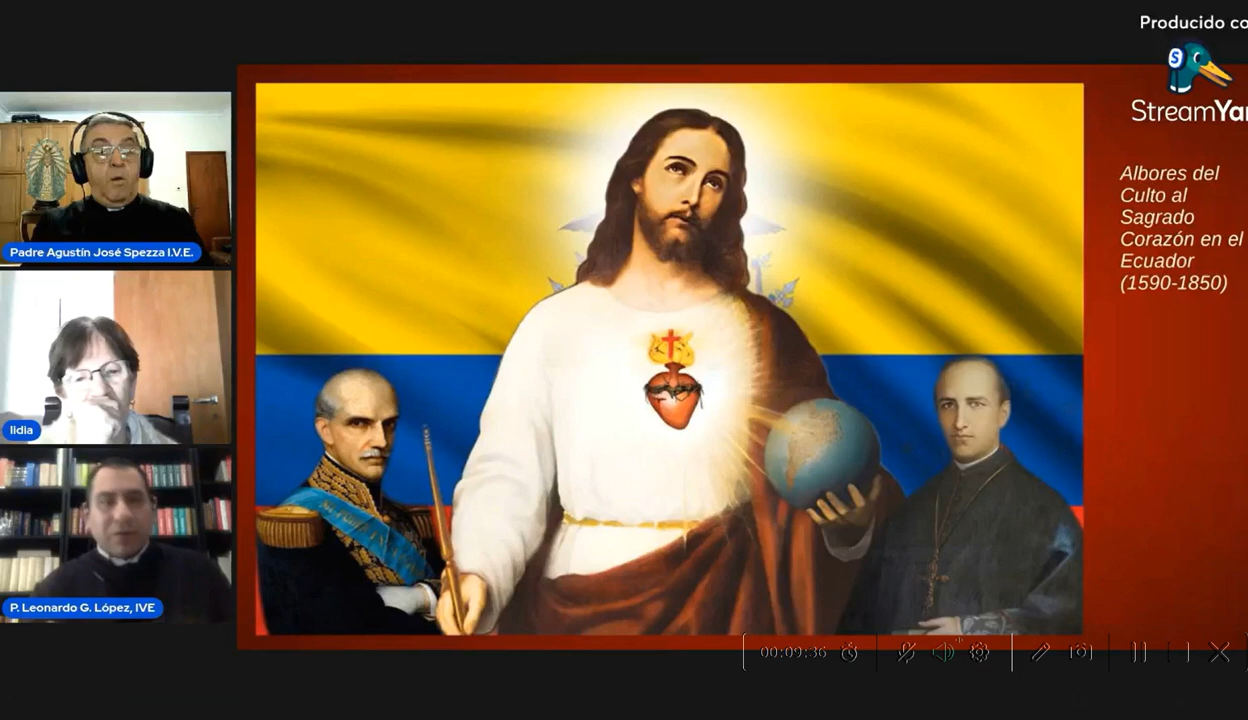 Producido co
StreamYar
Albores del
Culto al
Sagrado
Corazón en el
Ecuador
(1590-1850)
Padre Agustín José Spezza I.V.E.
lidia
P. Leonardo G. López, IVE
00:09:36